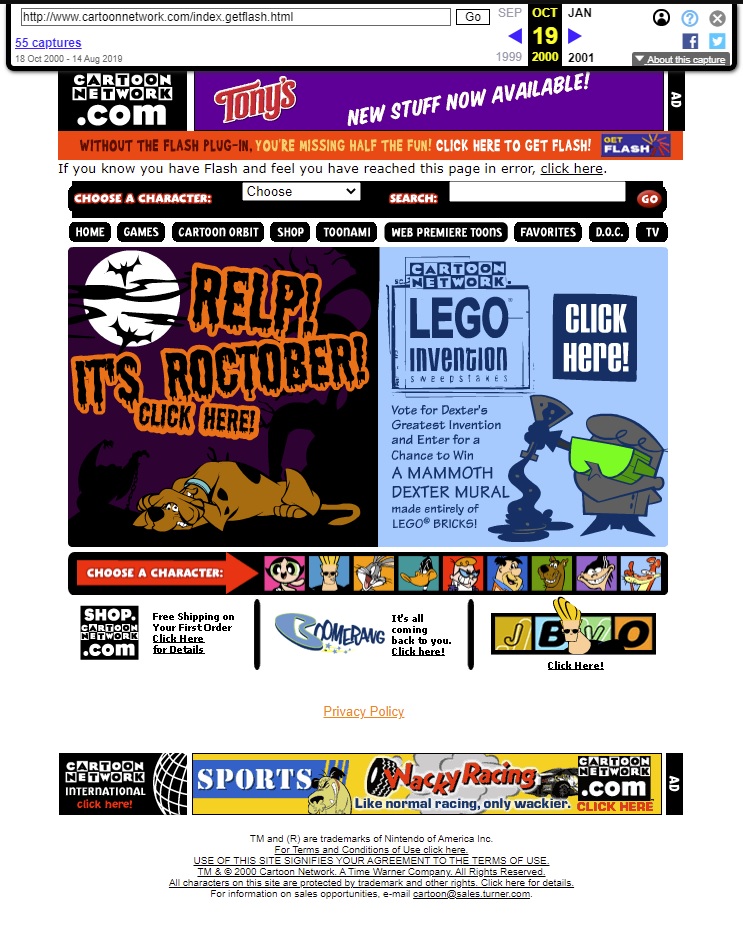 http://www.cartoonnetwork.com/index.getflash.html
Go
SEP
OCT
JAN
55 captures
19
18 Oct 2000 - 14 Aug 2019
1999
2000
2001
About this capture
CARTOON
NETWORK
.com
Tony's
NEW STUFF NOW AVAILABLE!
AD
WITHOUT THE FLASH PLUG-IN, YOU'RE MISSING HALF THE FUN! CLICK HERE TO GET FLASH!
GET
FLASH
If you know you have Flash and feel you have reached this page in error, click here.
CHOOSE A CHARACTER:
Choose
SEARCH:
GO
HOME
GAMES
CARTOON ORBIT
SHOP
TOONAMI
WEB PREMIERE TOONS
FAVORITES
D.O.C.
TV
RELP!
IT'S ROCTOBER!
CLICK HERE!
CARTOON
NETWORK.
LEGO®
invention
sweepstakes
CLICK
HERE!
Vote for Dexter's
Greatest Invention
and Enter for a
Chance to Win
A MAMMOTH
DEXTER MURAL
made entirely of
LEGO® BRICKS!
CHOOSE A CHARACTER:
SHOP.
CARTOON
NETWORK
.com
Free Shipping on
Your First Order
Click Here
for Details
BOOMERANG
It's all
coming
back to you.
Click here!
JBVO
Click Here!
Privacy Policy
CARTOON
NETWORK
INTERNATIONAL
click here!
SPORTS
Wacky Racing
Like normal racing, only wackier.
CARTOON
NETWORK
.com
CLICK HERE
AD
TM and (R) are trademarks of Nintendo of America Inc.
For Terms and Conditions of Use click here.
USE OF THIS SITE SIGNIFIES YOUR AGREEMENT TO THE TERMS OF USE.
TM & © 2000 Cartoon Network. A Time Warner Company. All Rights Reserved.
All characters on this site are protected by trademark and other rights. Click here for details.
For information on sales opportunities, e-mail cartoon@sales.turner.com.